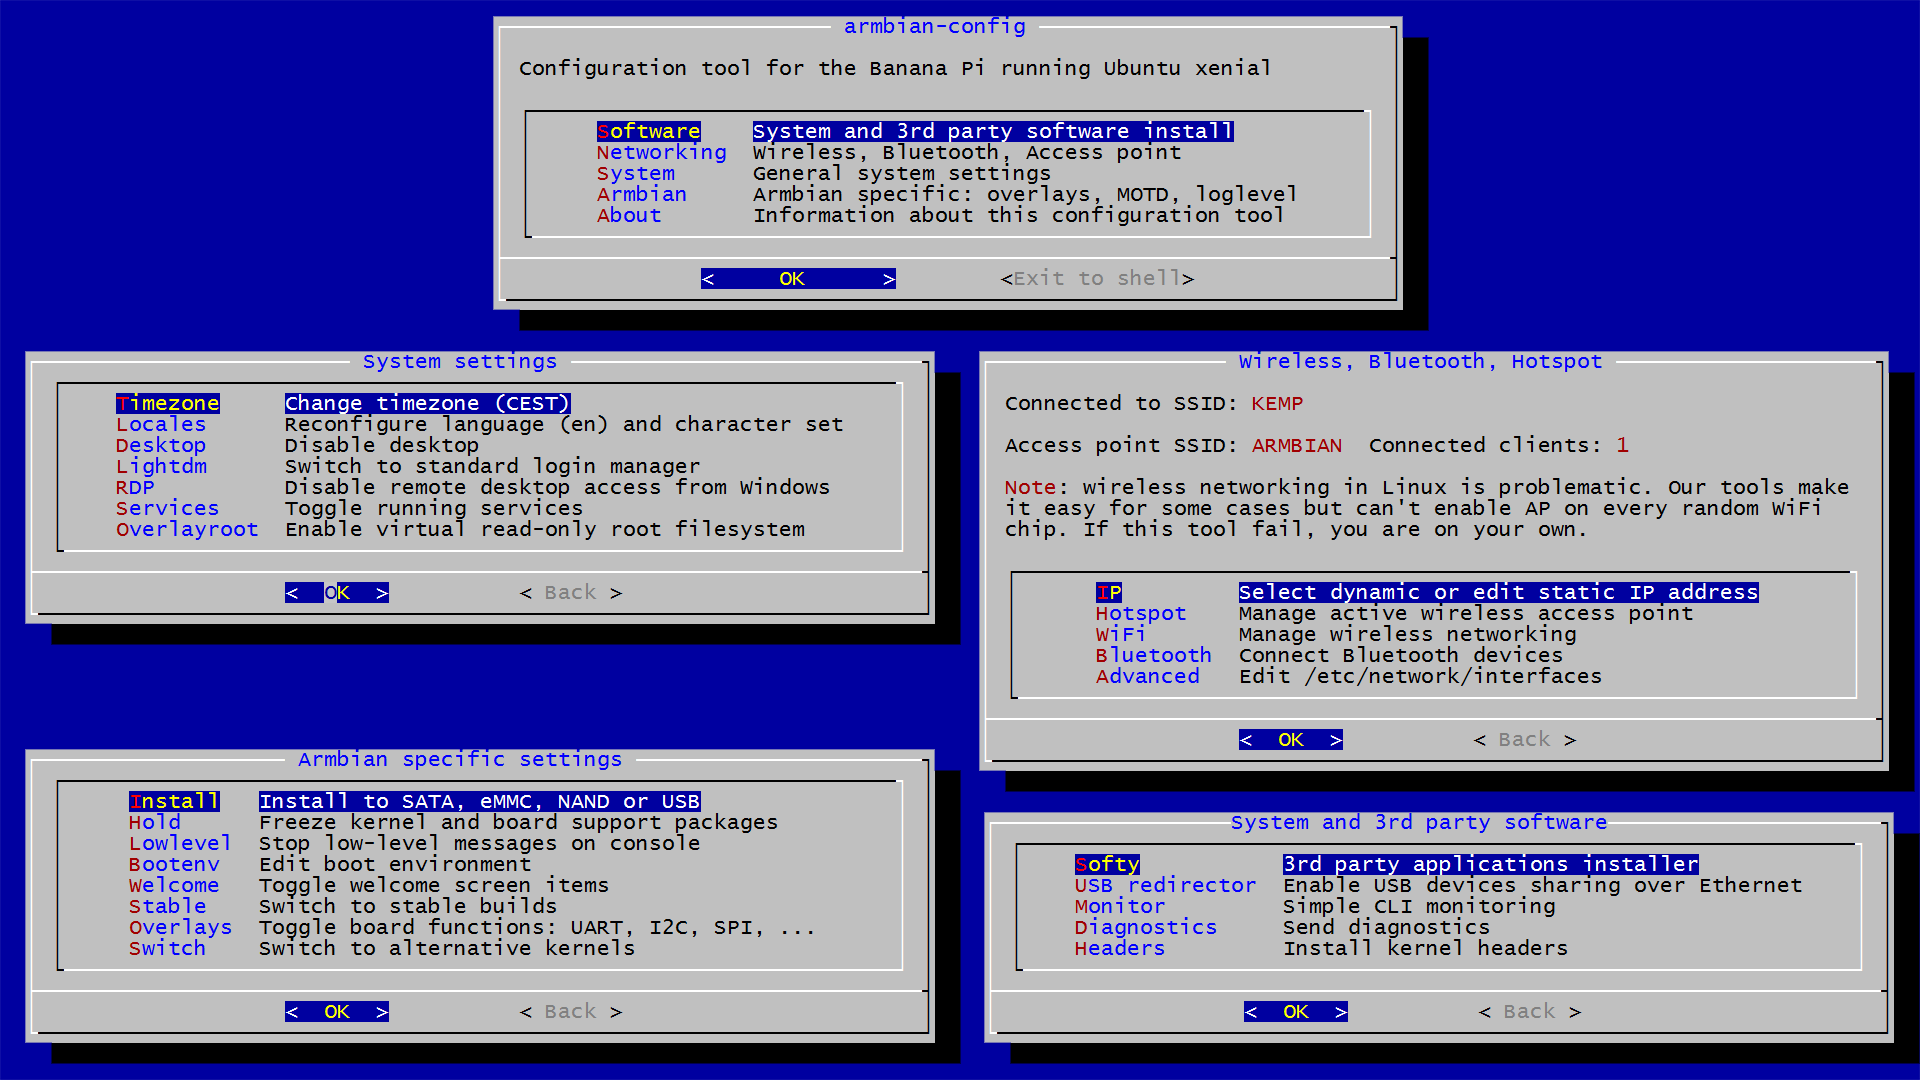 armbian-config
Configuration tool for the Banana Pi running Ubuntu xenial
Software System and 3rd party software install
Networking Wireless, Bluetooth, Access point
System General system settings
Armbian Armbian specific: overlays, MOTD, loglevel
About Information about this configuration tool
< OK > <Exit to shell>
System settings
Timezone Change timezone (CEST)
Locales Reconfigure language (en) and character set
Desktop Disable desktop
Lightdm Switch to standard login manager
RDP Disable remote desktop access from Windows
Services Toggle running services
Overlayroot Enable virtual read-only root filesystem
< OK > < Back >
Wireless, Bluetooth, Hotspot
Connected to SSID: KEMP
Access point SSID: ARMBIAN Connected clients: 1
Note: wireless networking in Linux is problematic. Our tools make
it easy for some cases but can't enable AP on every random WiFi
chip. If this tool fail, you are on your own.
IP Select dynamic or edit static IP address
Hotspot Manage active wireless access point
WiFi Manage wireless networking
Bluetooth Connect Bluetooth devices
Advanced Edit /etc/network/interfaces
< OK > < Back >
Armbian specific settings
Install Install to SATA, eMMC, NAND or USB
Hold Freeze kernel and board support packages
Lowlevel Stop low-level messages on console
Bootenv Edit boot environment
Welcome Toggle welcome screen items
Stable Switch to stable builds
Overlays Toggle board functions: UART, I2C, SPI, ...
Switch Switch to alternative kernels
< OK > < Back >
System and 3rd party software
Softy 3rd party applications installer
USB redirector Enable USB devices sharing over Ethernet
Monitor Simple CLI monitoring
Diagnostics Send diagnostics
Headers Install kernel headers
< OK > < Back >